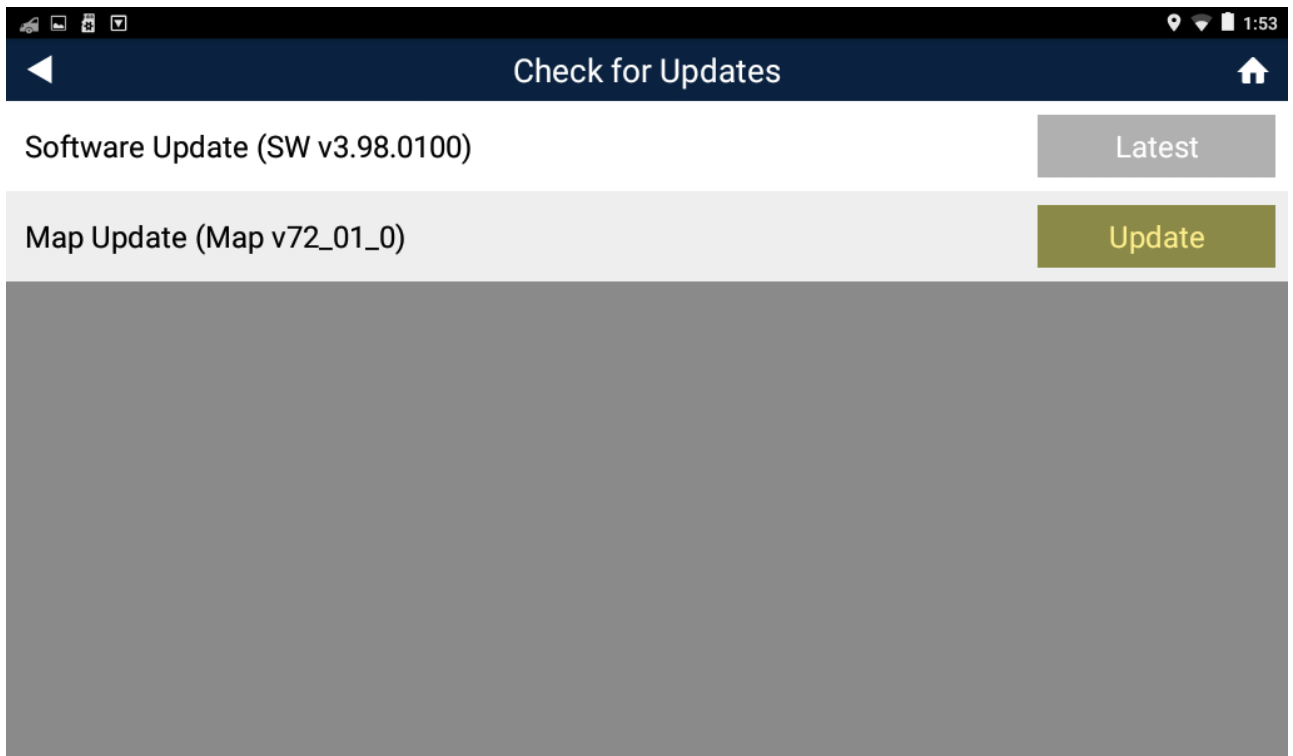 1:53
Check for Updates
Software Update (SW v3.98.0100)
Latest
Map Update (Map v72_01_0)
Update